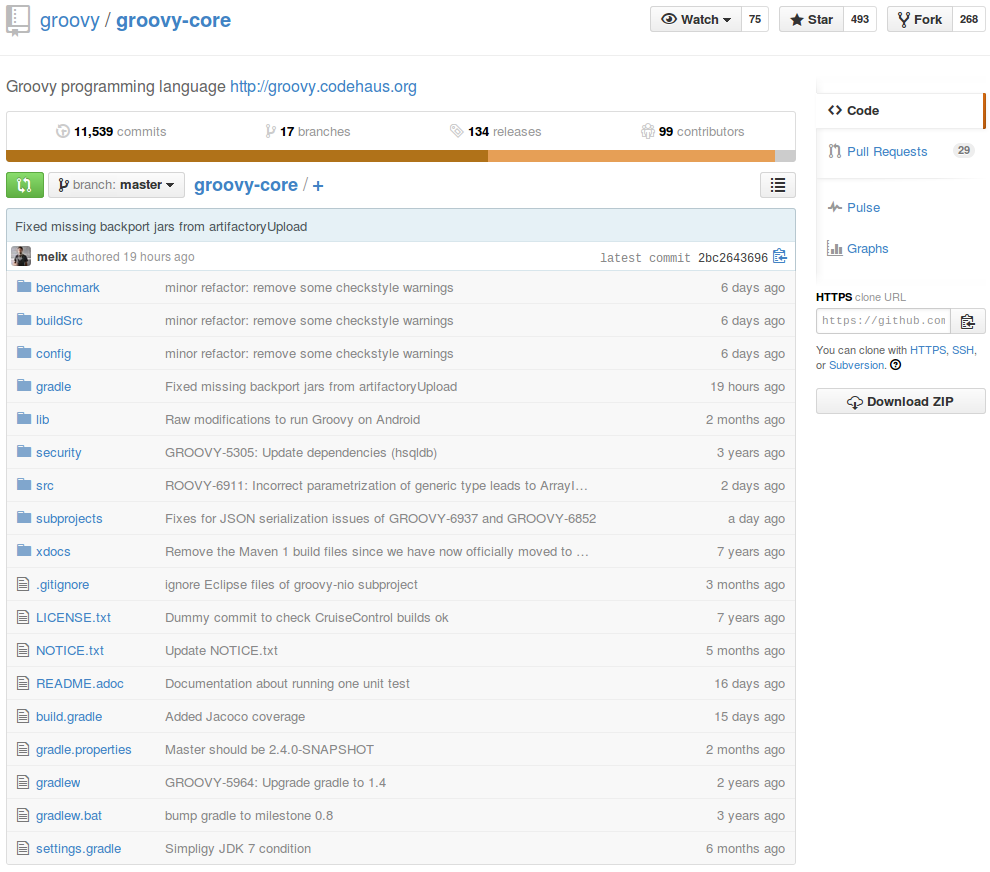 groovy / groovy-core
Watch 75 Star 493 Fork 268
Groovy programming language http://groovy.codehaus.org
11,539 commits 17 branches 134 releases 99 contributors
branch: master groovy-core / +
Fixed missing backport jars from artifactoryUpload
melix authored 19 hours ago latest commit 2bc2643696
benchmark minor refactor: remove some checkstyle warnings 6 days ago
buildSrc minor refactor: remove some checkstyle warnings 6 days ago
config minor refactor: remove some checkstyle warnings 6 days ago
gradle Fixed missing backport jars from artifactoryUpload 19 hours ago
lib Raw modifications to run Groovy on Android 2 months ago
security GROOVY-5305: Update dependencies (hsqldb) 3 years ago
src ROOVY-6911: Incorrect parametrization of generic type leads to ArrayI… 2 days ago
subprojects Fixes for JSON serialization issues of GROOVY-6937 and GROOVY-6852 a day ago
xdocs Remove the Maven 1 build files since we have now officially moved to … 7 years ago
.gitignore ignore Eclipse files of groovy-nio subproject 3 months ago
LICENSE.txt Dummy commit to check CruiseControl builds ok 7 years ago
NOTICE.txt Update NOTICE.txt 5 months ago
README.adoc Documentation about running one unit test 16 days ago
build.gradle Added Jacoco coverage 15 days ago
gradle.properties Master should be 2.4.0-SNAPSHOT 2 months ago
gradlew GROOVY-5964: Upgrade gradle to 1.4 2 years ago
gradlew.bat bump gradle to milestone 0.8 3 years ago
settings.gradle Simpligy JDK 7 condition 6 months ago
Code
Pull Requests 29
Pulse
Graphs
HTTPS clone URL
https://github.com
You can clone with HTTPS, SSH,
or Subversion.
Download ZIP